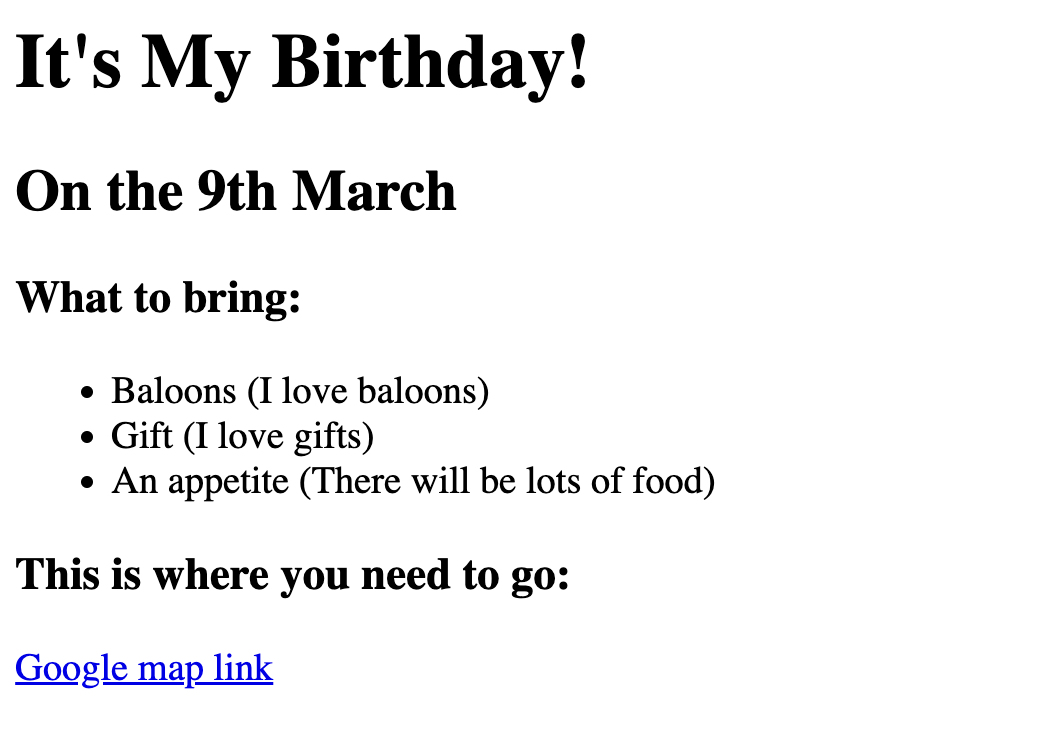 It's My Birthday!
On the 9th March
What to bring:
Baloons (I love baloons)
Gift (I love gifts)
An appetite (There will be lots of food)
This is where you need to go:
Google map link